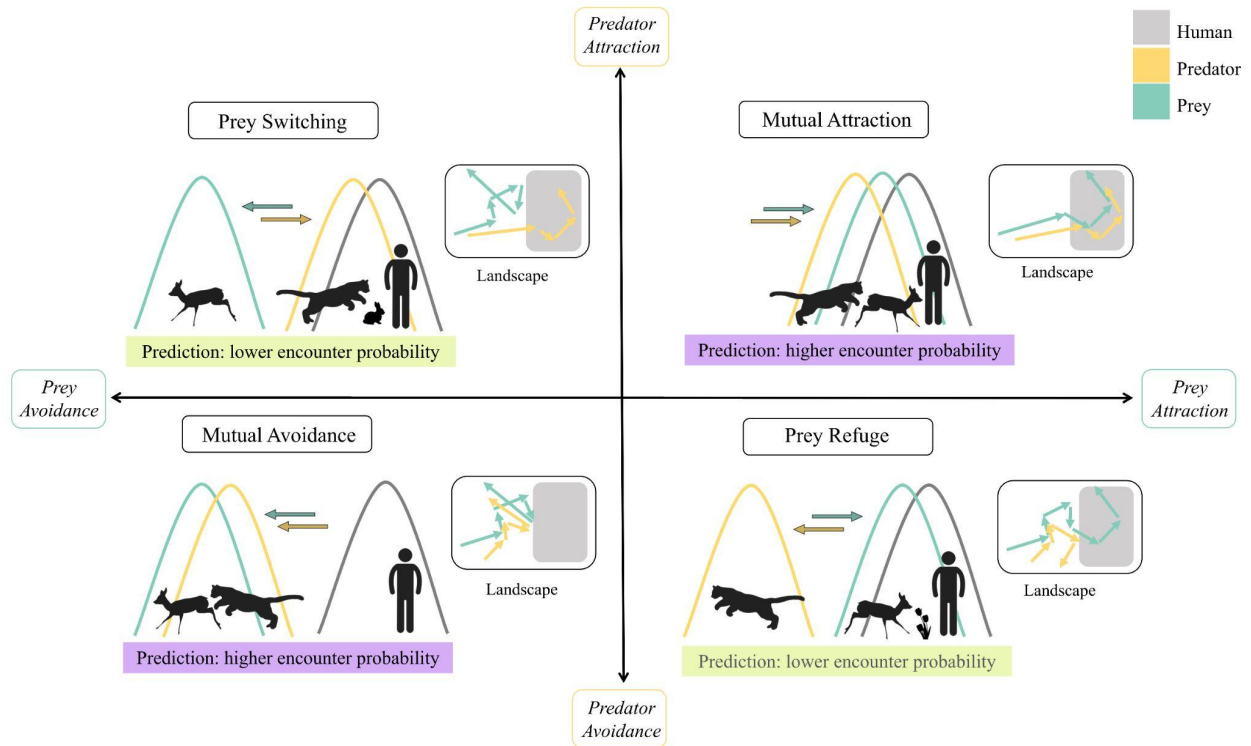 Predator
Attraction
Human
Predator
Prey
Prey Switching
Mutual Attraction
Landscape
Landscape
Prediction: lower encounter probability
Prediction: higher encounter probability
Prey
Avoidance
Prey
Attraction
Mutual Avoidance
Prey Refuge
Landscape
Landscape
Prediction: higher encounter probability
Prediction: lower encounter probability
Predator
Avoidance